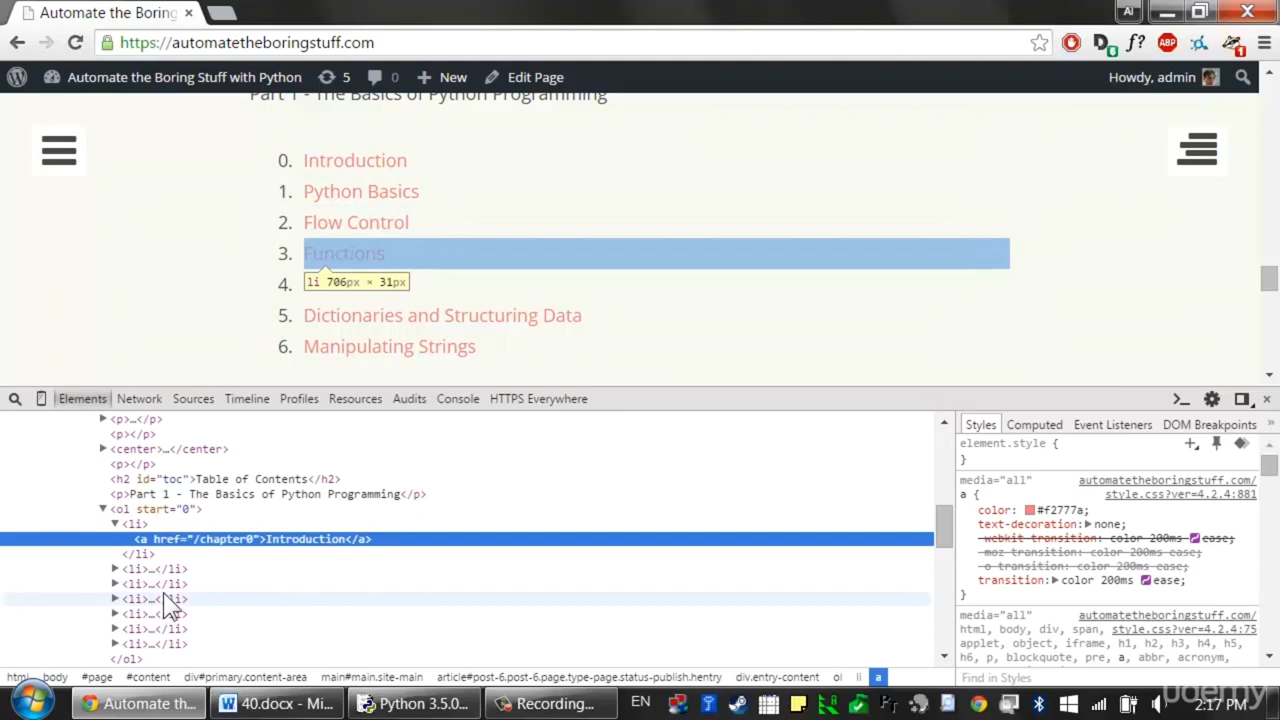 Automate the Boring
AI
https://automatetheboringstuff.com
D 6 f? ABP 1
Automate the Boring Stuff with Python 5 0 New Edit Page Howdy, admin
Part 1 - The Basics of Python Programming
0. Introduction
1. Python Basics
2. Flow Control
3. Functions
4.
li 706px × 31px
5. Dictionaries and Structuring Data
6. Manipulating Strings
Elements Network Sources Timeline Profiles Resources Audits Console HTTPS Everywhere
<p>…</p>
<p></p>
<center>…</center>
<p></p>
<h2 id="toc">Table of Contents</h2>
<p>Part 1 - The Basics of Python Programming</p>
<ol start="0">
<li>
<a href="/chapter0">Introduction</a>
</li>
<li>…</li>
<li>…</li>
<li>…</li>
<li>…</li>
<li>…</li>
<li>…</li>
</ol>
html body #page #content div#primary.content-area main#main.site-main article#post-6.post-6.page.type-page.status-publish.hentry div.entry-content ol li a
Styles Computed Event Listeners DOM Breakpoints »
element.style {
}
media="all" automatetheboringstuff.com/
a { style.css?ver=4.2.4:881
color: #f2777a;
text-decoration: none;
-webkit transition: color 200ms ease;
-moz transition: color 200ms ease;
-o transition: color 200ms ease;
transition: color 200ms ease;
}
media="all" automatetheboringstuff.com/
html, body, div, span, style.css?ver=4.2.4:75
applet, object, iframe, h1, h2, h3, h4, h5,
h6, p, blockquote, pre, a, abbr, acronym,
Find in Styles
Automate th... 40.docx - Mi... Python 3.5.0... Recording... EN 2:17 PM
udemy